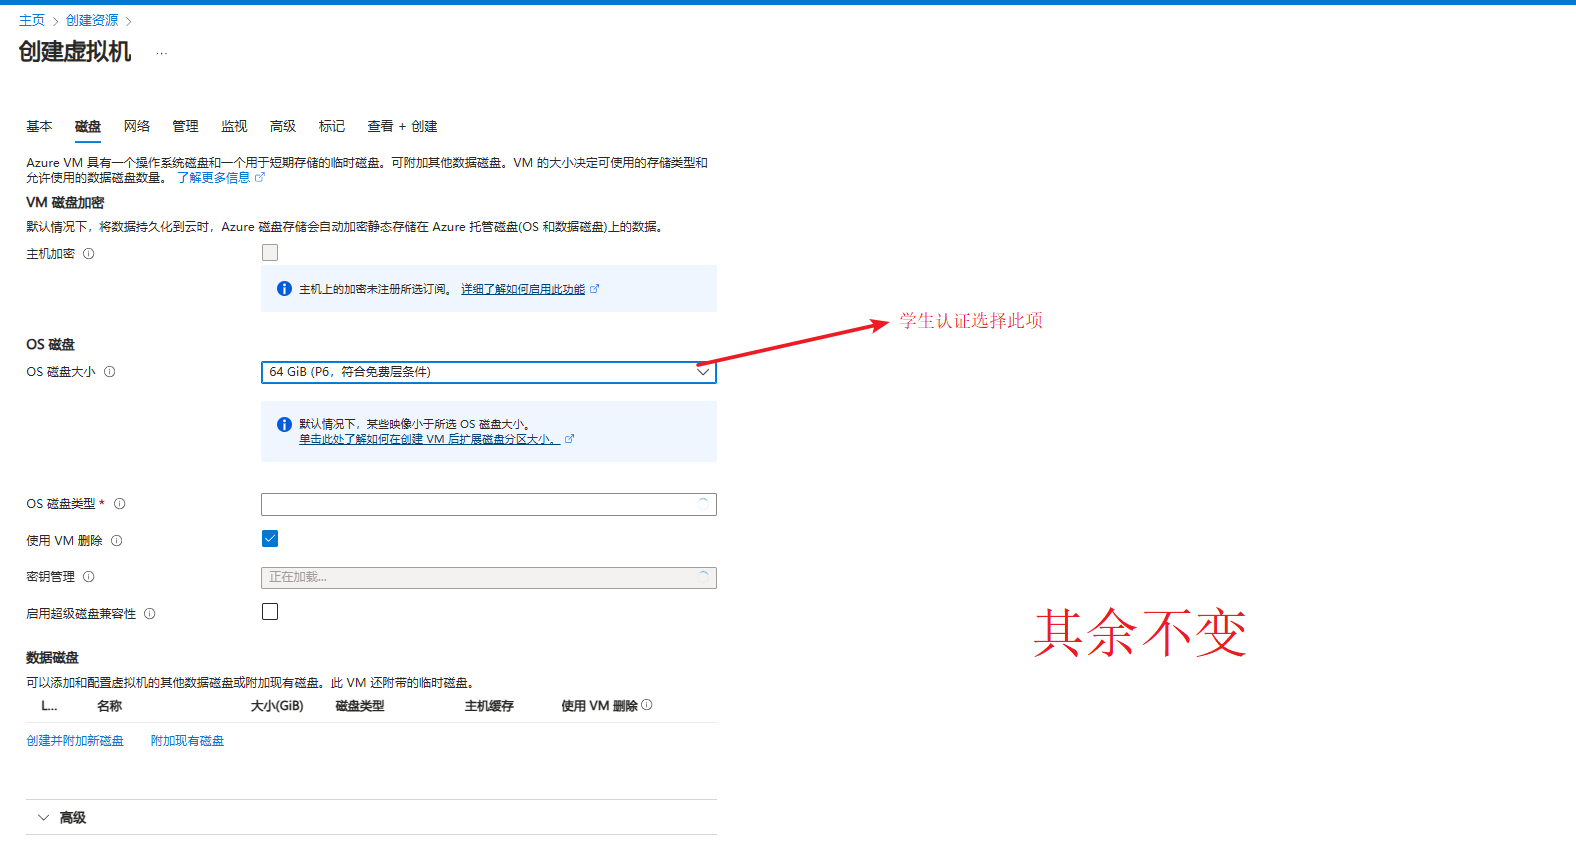 主页 > 创建资源 >
创建虚拟机 ...
基本 磁盘 网络 管理 监视 高级 标记 查看 + 创建
Azure VM 具有一个操作系统磁盘和一个用于短期存储的临时磁盘。可附加其他数据磁盘。VM 的大小决定可使用的存储类型和
允许使用的数据磁盘数量。 了解更多信息
VM 磁盘加密
默认情况下，将数据持久化到云时，Azure 磁盘存储会自动加密静态存储在 Azure 托管磁盘(OS 和数据磁盘)上的数据。
主机加密
主机上的加密未注册所选订阅。 详细了解如何启用此功能
学生认证选择此项
OS 磁盘
OS 磁盘大小
64 GiB (P6，符合免费层条件)
默认情况下，某些映像小于所选 OS 磁盘大小。
单击此处了解如何在创建 VM 后扩展磁盘分区大小。
OS 磁盘类型 *
使用 VM 删除
密钥管理
正在加载...
启用超级磁盘兼容性
其余不变
数据磁盘
可以添加和配置虚拟机的其他数据磁盘或附加现有磁盘。此 VM 还附带的临时磁盘。
L... 名称 大小(GiB) 磁盘类型 主机缓存 使用 VM 删除
创建并附加新磁盘 附加现有磁盘
高级